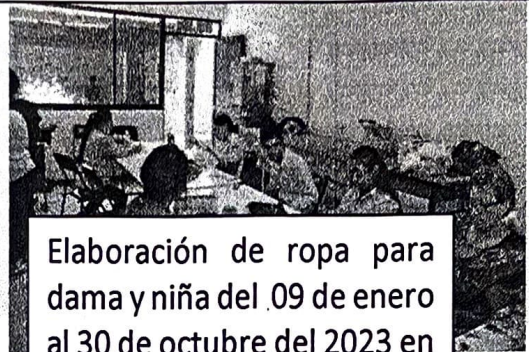 Elaboración de ropa para
dama y niña del 09 de enero
al 30 de octubre del 2023 en